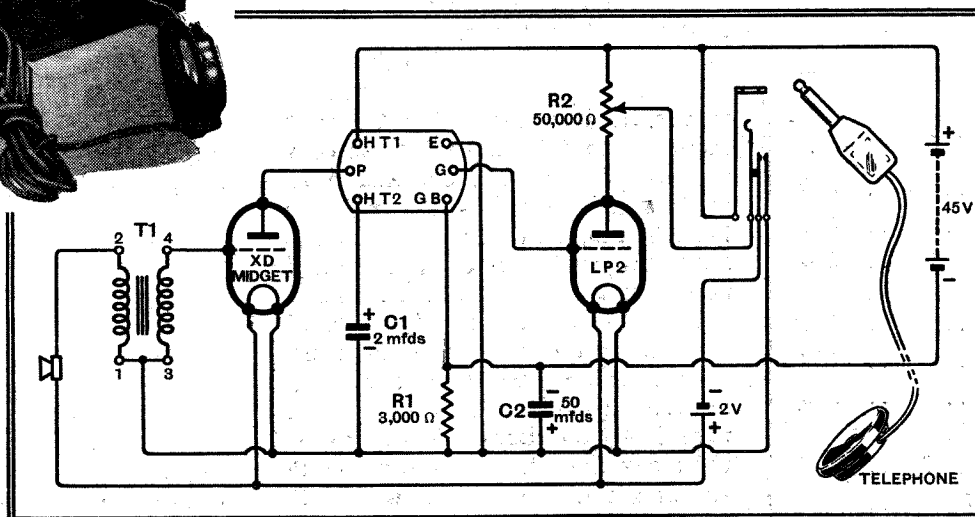 R2
50,000 Ω
HT1
E
P
G
HT2
GB
+
45V
-
T1
2
4
XD
MIDGET
LP2
+
C1
2 mfds
-
1
3
R1
3,000 Ω
C2
-
50
mfds
+
-
2V
+
TELEPHONE